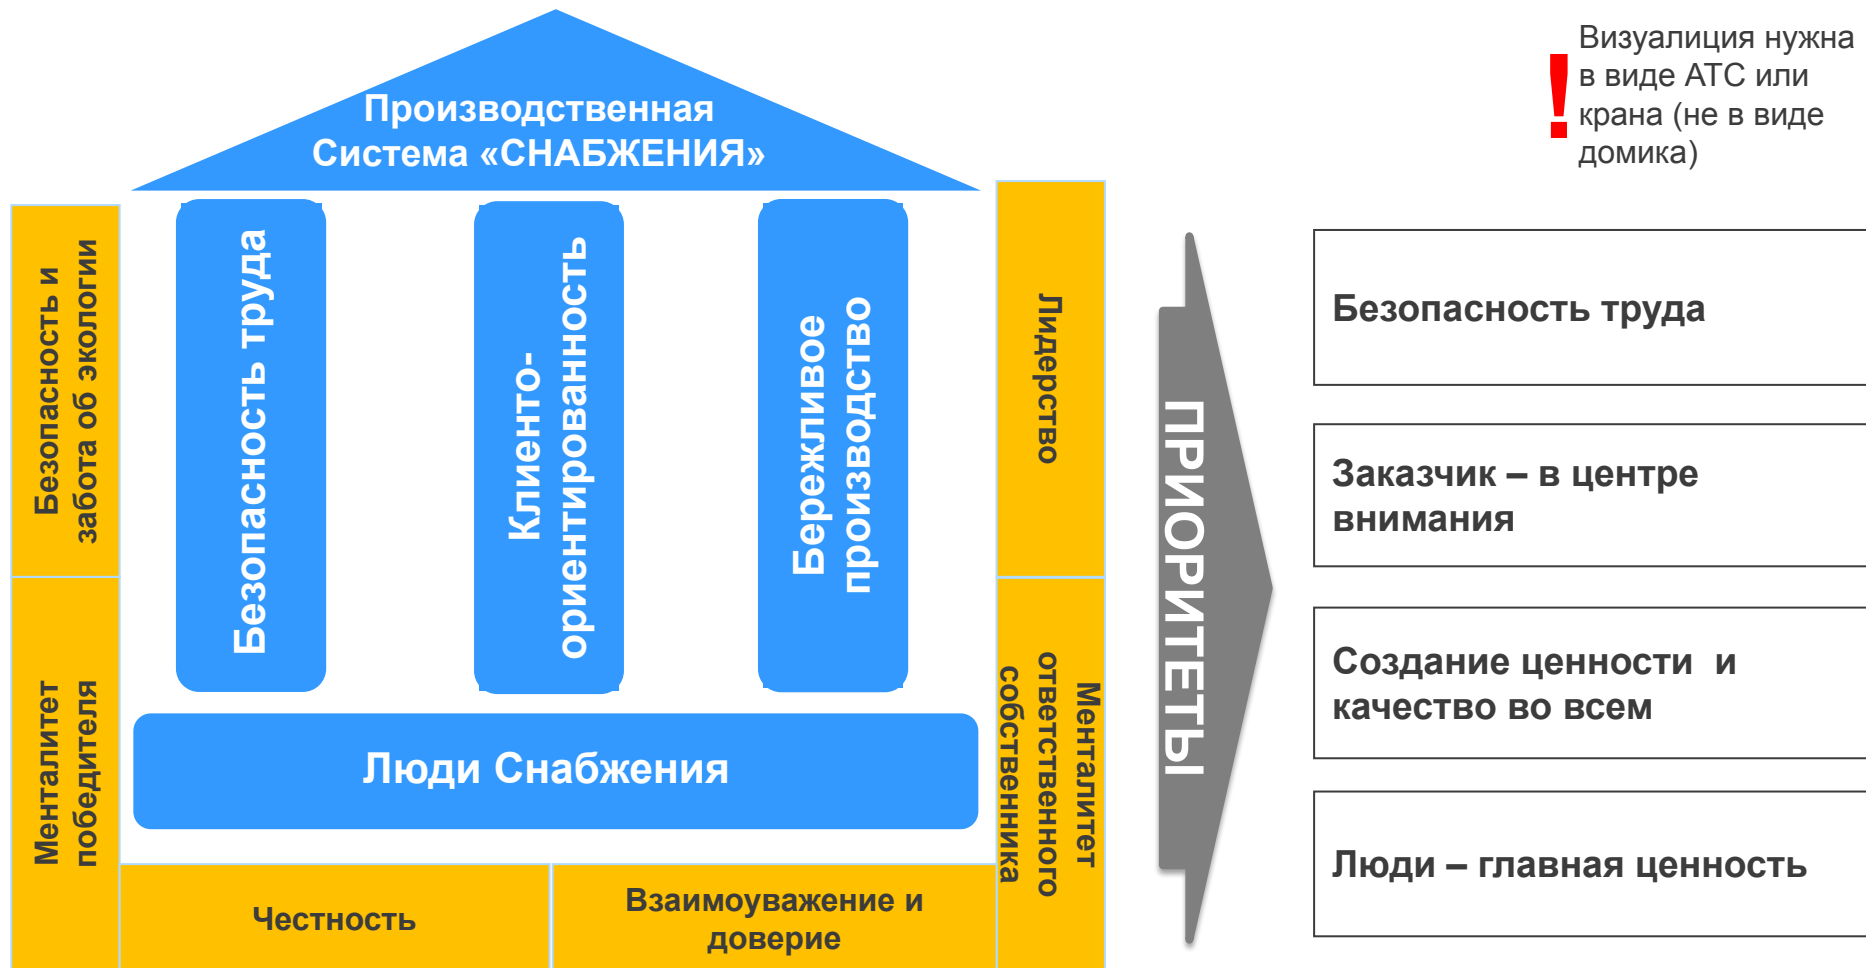 Производственная
Система «СНАБЖЕНИЯ»
!
Визуалиция нужна
в виде АТС или
крана (не в виде
домика)
Безопасность и
забота об экологии
Менталитет
победителя
Безопасность труда
Клиенто-
ориентированность
Бережливое
производство
Лидерство
Менталитет
ответственного
собственника
Люди Снабжения
Честность
Взаимоуважение и
доверие
ПРИОРИТЕТЫ
Безопасность труда
Заказчик – в центре
внимания
Создание ценности  и
качество во всем
Люди – главная ценность